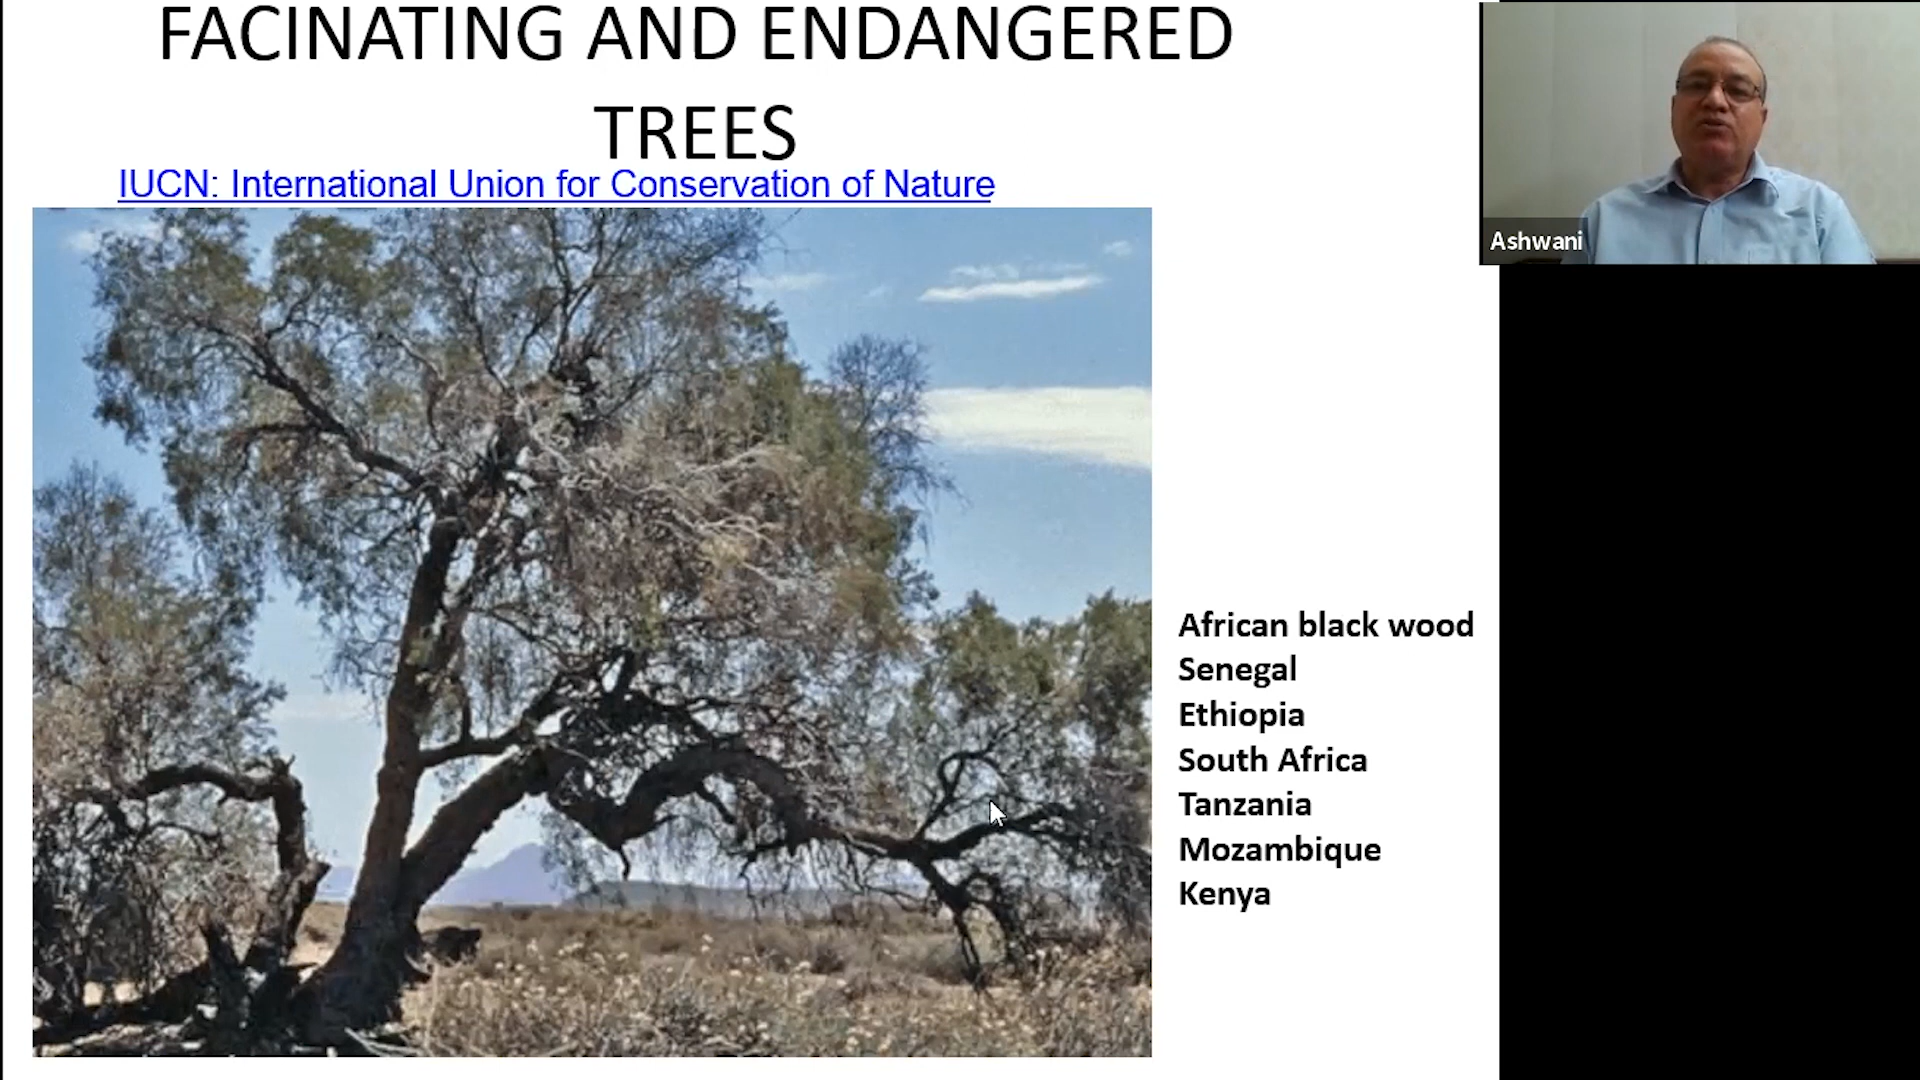 FACINATING AND ENDANGERED
TREES
IUCN: International Union for Conservation of Nature
Ashwani
African black wood
Senegal
Ethiopia
South Africa
Tanzania
Mozambique
Kenya